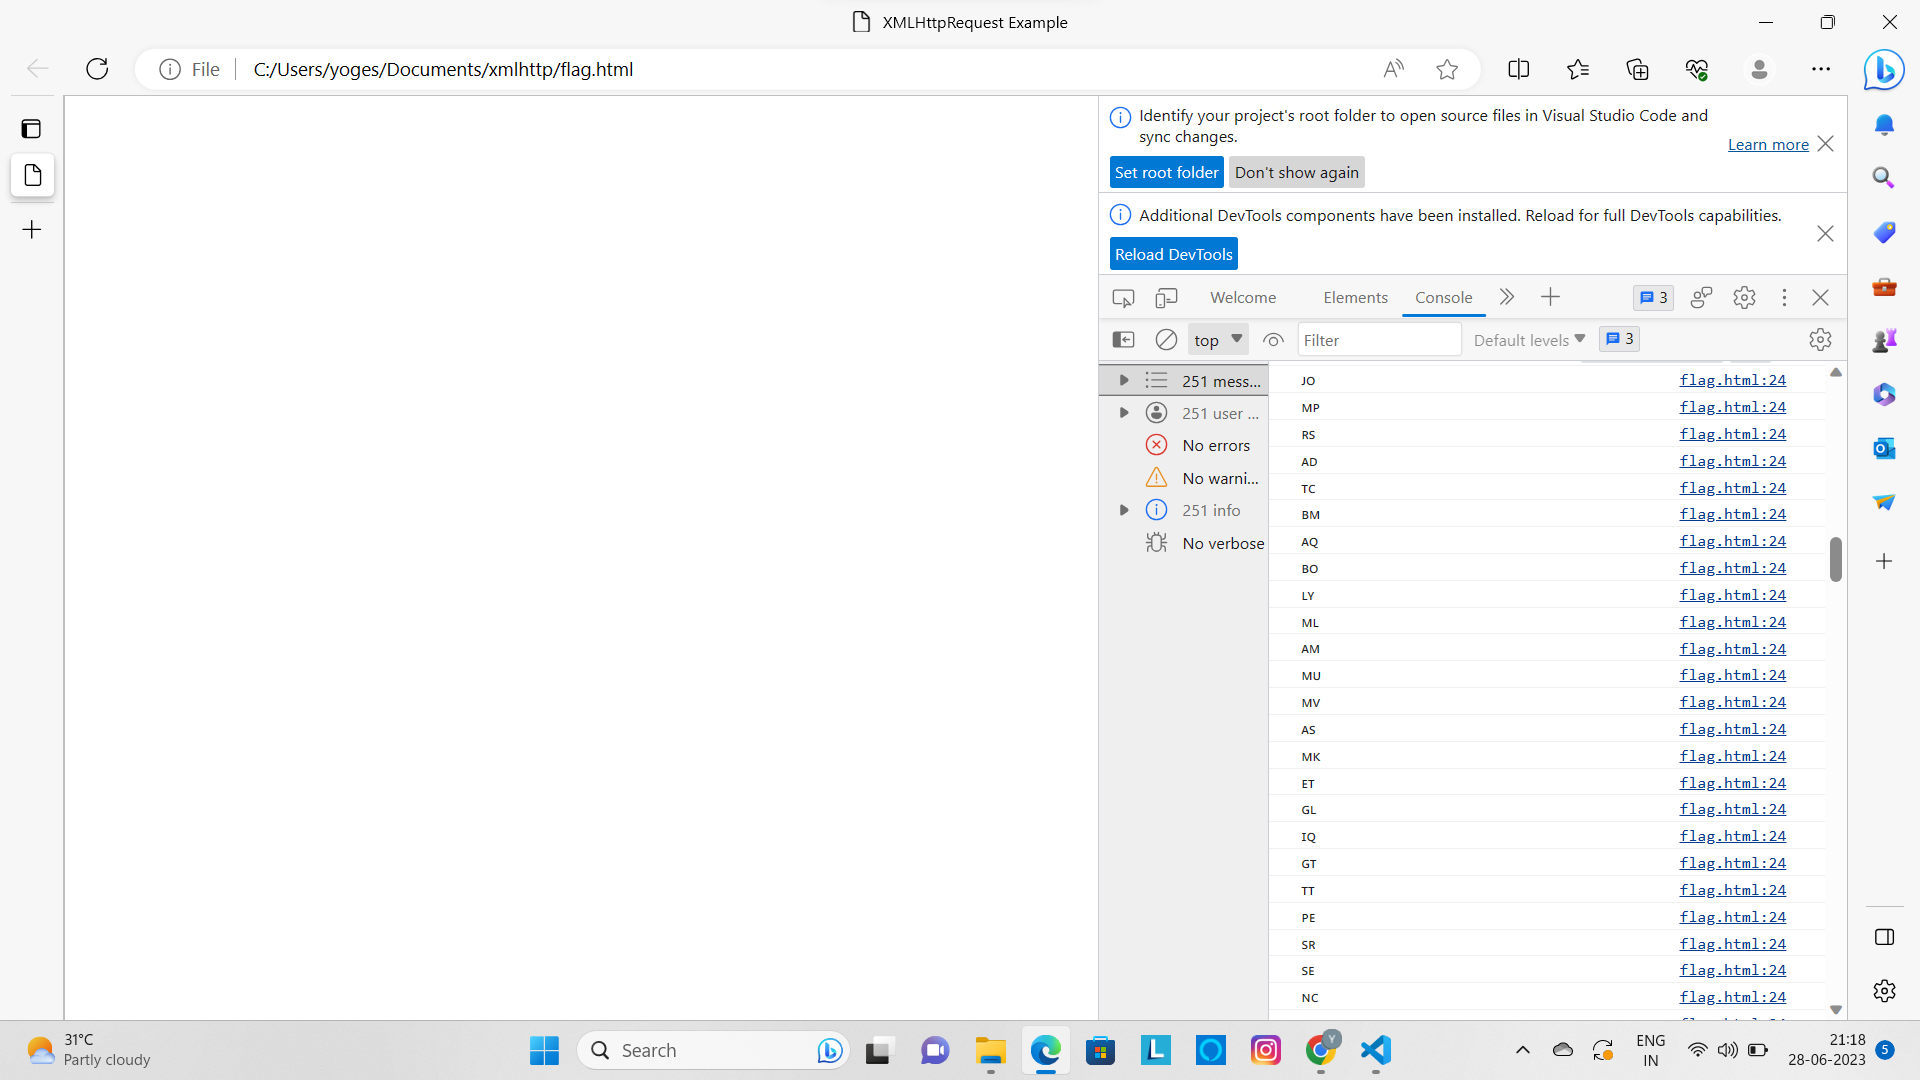 XMLHttpRequest Example
File
C:/Users/yoges/Documents/xmlhttp/flag.html
Identify your project's root folder to open source files in Visual Studio Code and
sync changes.
Learn more
Set root folder
Don't show again
Additional DevTools components have been installed. Reload for full DevTools capabilities.
Reload DevTools
Welcome
Elements
Console
3
top
Filter
Default levels
3
251 mess...
251 user ...
No errors
No warni...
251 info
No verbose
JO flag.html:24
MP flag.html:24
RS flag.html:24
AD flag.html:24
TC flag.html:24
BM flag.html:24
AQ flag.html:24
BO flag.html:24
LY flag.html:24
ML flag.html:24
AM flag.html:24
MU flag.html:24
MV flag.html:24
AS flag.html:24
MK flag.html:24
ET flag.html:24
GL flag.html:24
IQ flag.html:24
GT flag.html:24
TT flag.html:24
PE flag.html:24
SR flag.html:24
SE flag.html:24
NC flag.html:24
31°C
Partly cloudy
Search
L
Y
ENG
IN
21:18
28-06-2023
5